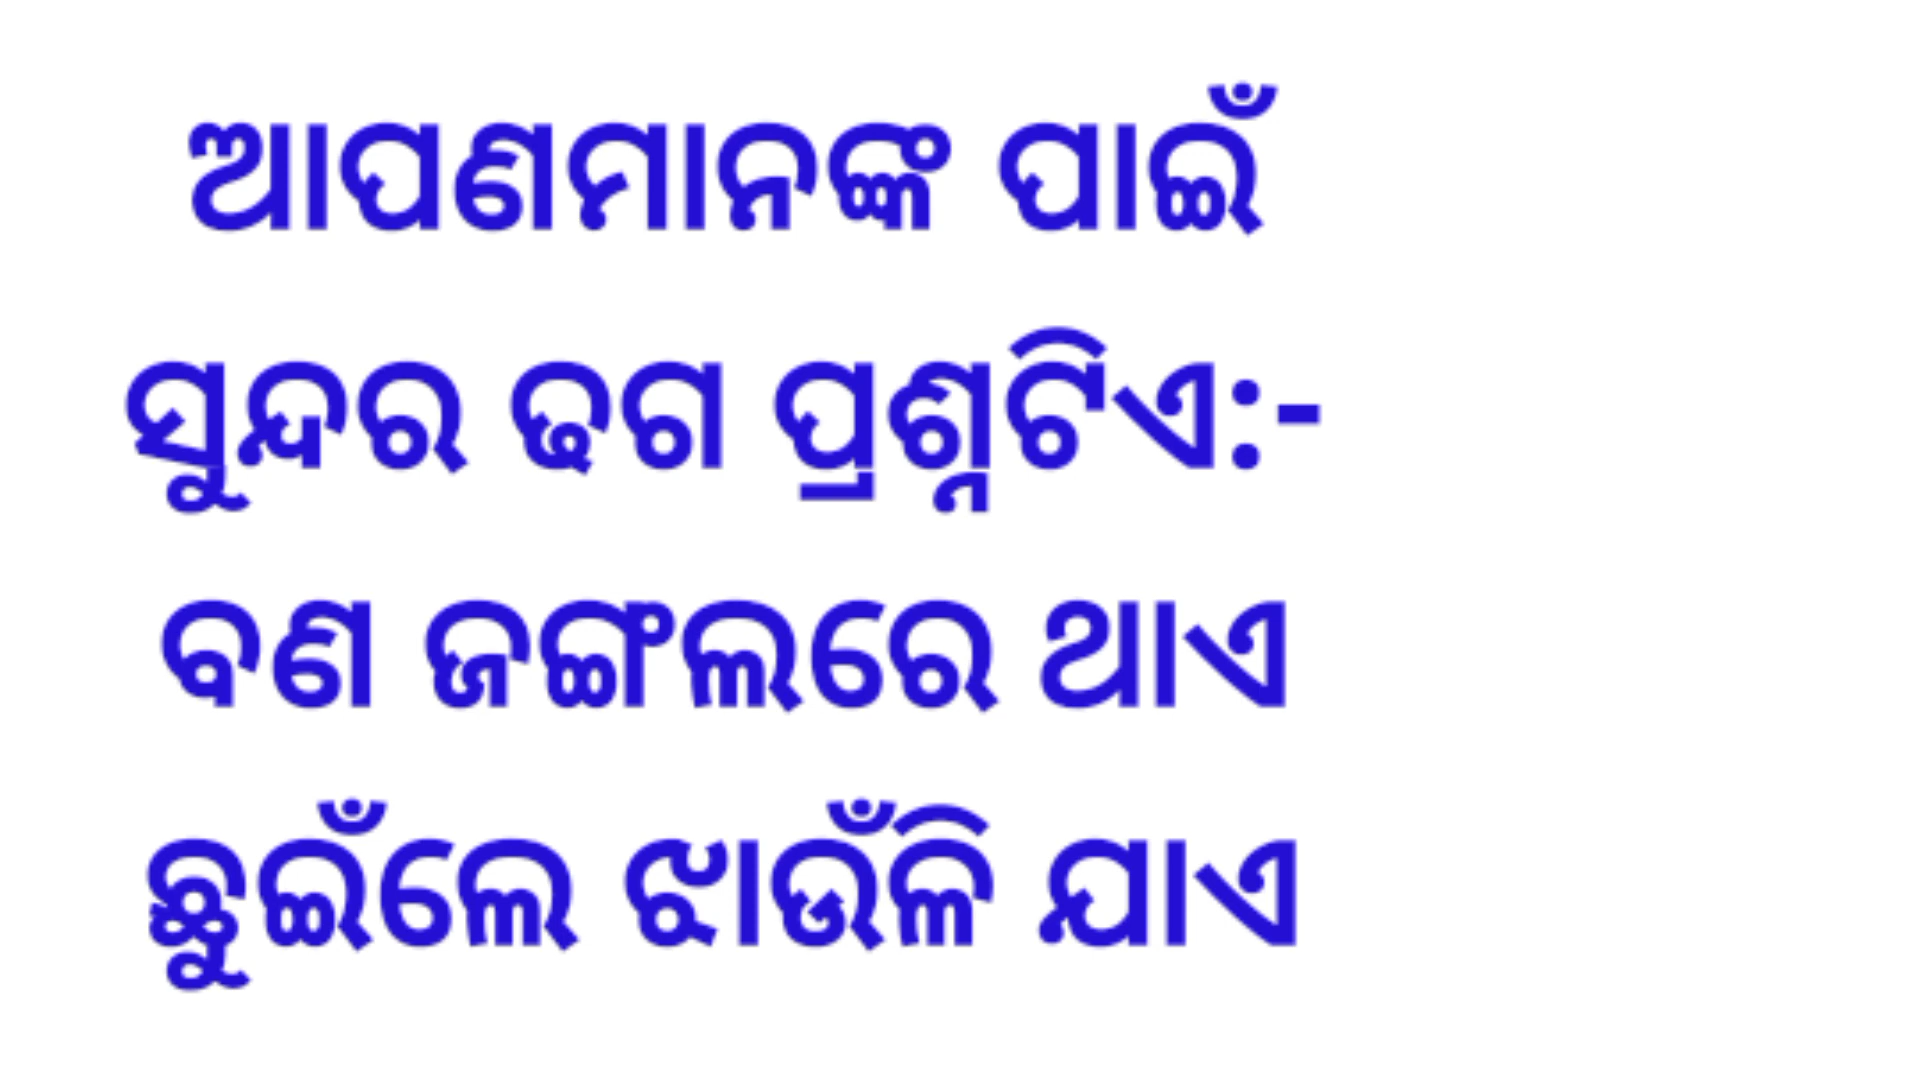 ଆପଣମାନଙ୍କ ପାଇଁ
ସୁନ୍ଦର ଢଗ ପ୍ରଶ୍ନଟିଏ:-
ବଣ ଜଙ୍ଗଲରେ ଥାଏ
ଛୁଇଁଲେ ଝାଉଁଳି ଯାଏ